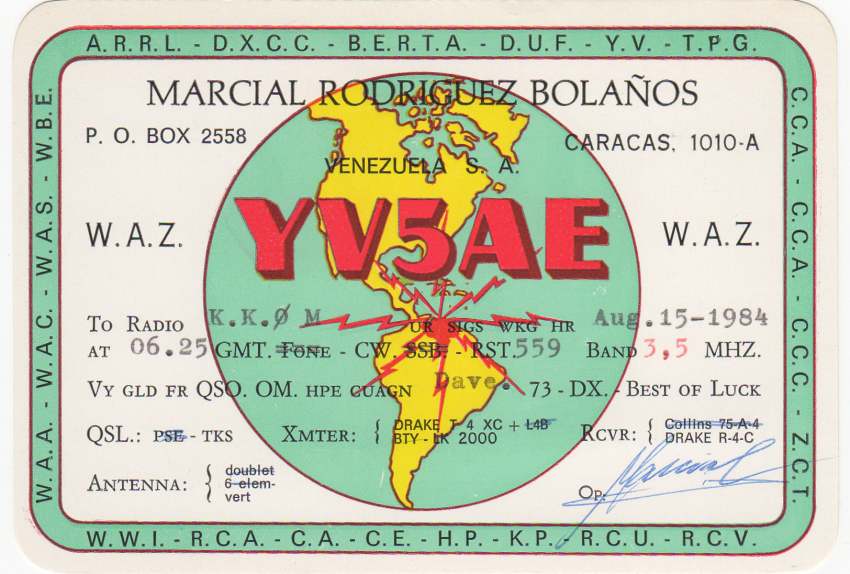 A.R.R.L. - D.X.C.C. - B.E.R.T.A. - D.U.F. - Y.V. - T.P.G.
W.A.A. - W.A.C. - W.A.S. - W.B.E.
C.C.A. - C.C.A. - C.C.C. - Z.C.T.
MARCIAL RODRIGUEZ BOLAÑOS
P. O. BOX 2558
CARACAS, 1010-A
VENEZUELA S. A.
YV5AE
W.A.Z.
W.A.Z.
TO RADIO K.K.Ø M UR SIGS WKG HR Aug.15-1984
AT 06.25 GMT. FONE - CW. SSB - RST. 559 BAND 3,5 MHZ.
VY GLD FR QSO. OM. HPE CUAGN Dave. 73 - DX. - BEST OF LUCK
QSL: PSE - TKS XMTER: { DRAKE T 4 XC + L4B RCVR: { Collins 75-A-4
BTY - LK 2000 DRAKE R-4-C
ANTENNA: { doublet
6 elem-
vert
OP. Marcial
W.W.I. - R.C.A. - C.A. - C.E. - H.P. - K.P. - R.C.U. - R.C.V.